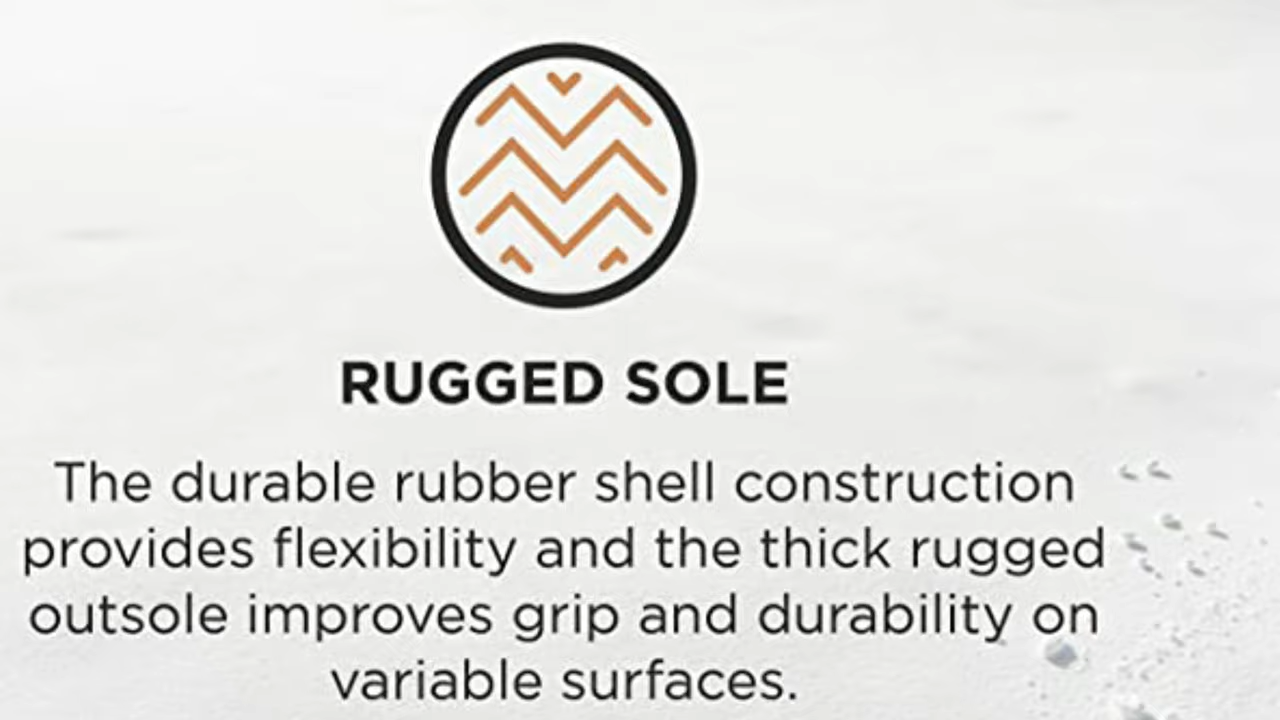 RUGGED SOLE
The durable rubber shell construction
provides flexibility and the thick rugged
outsole improves grip and durability on
variable surfaces.